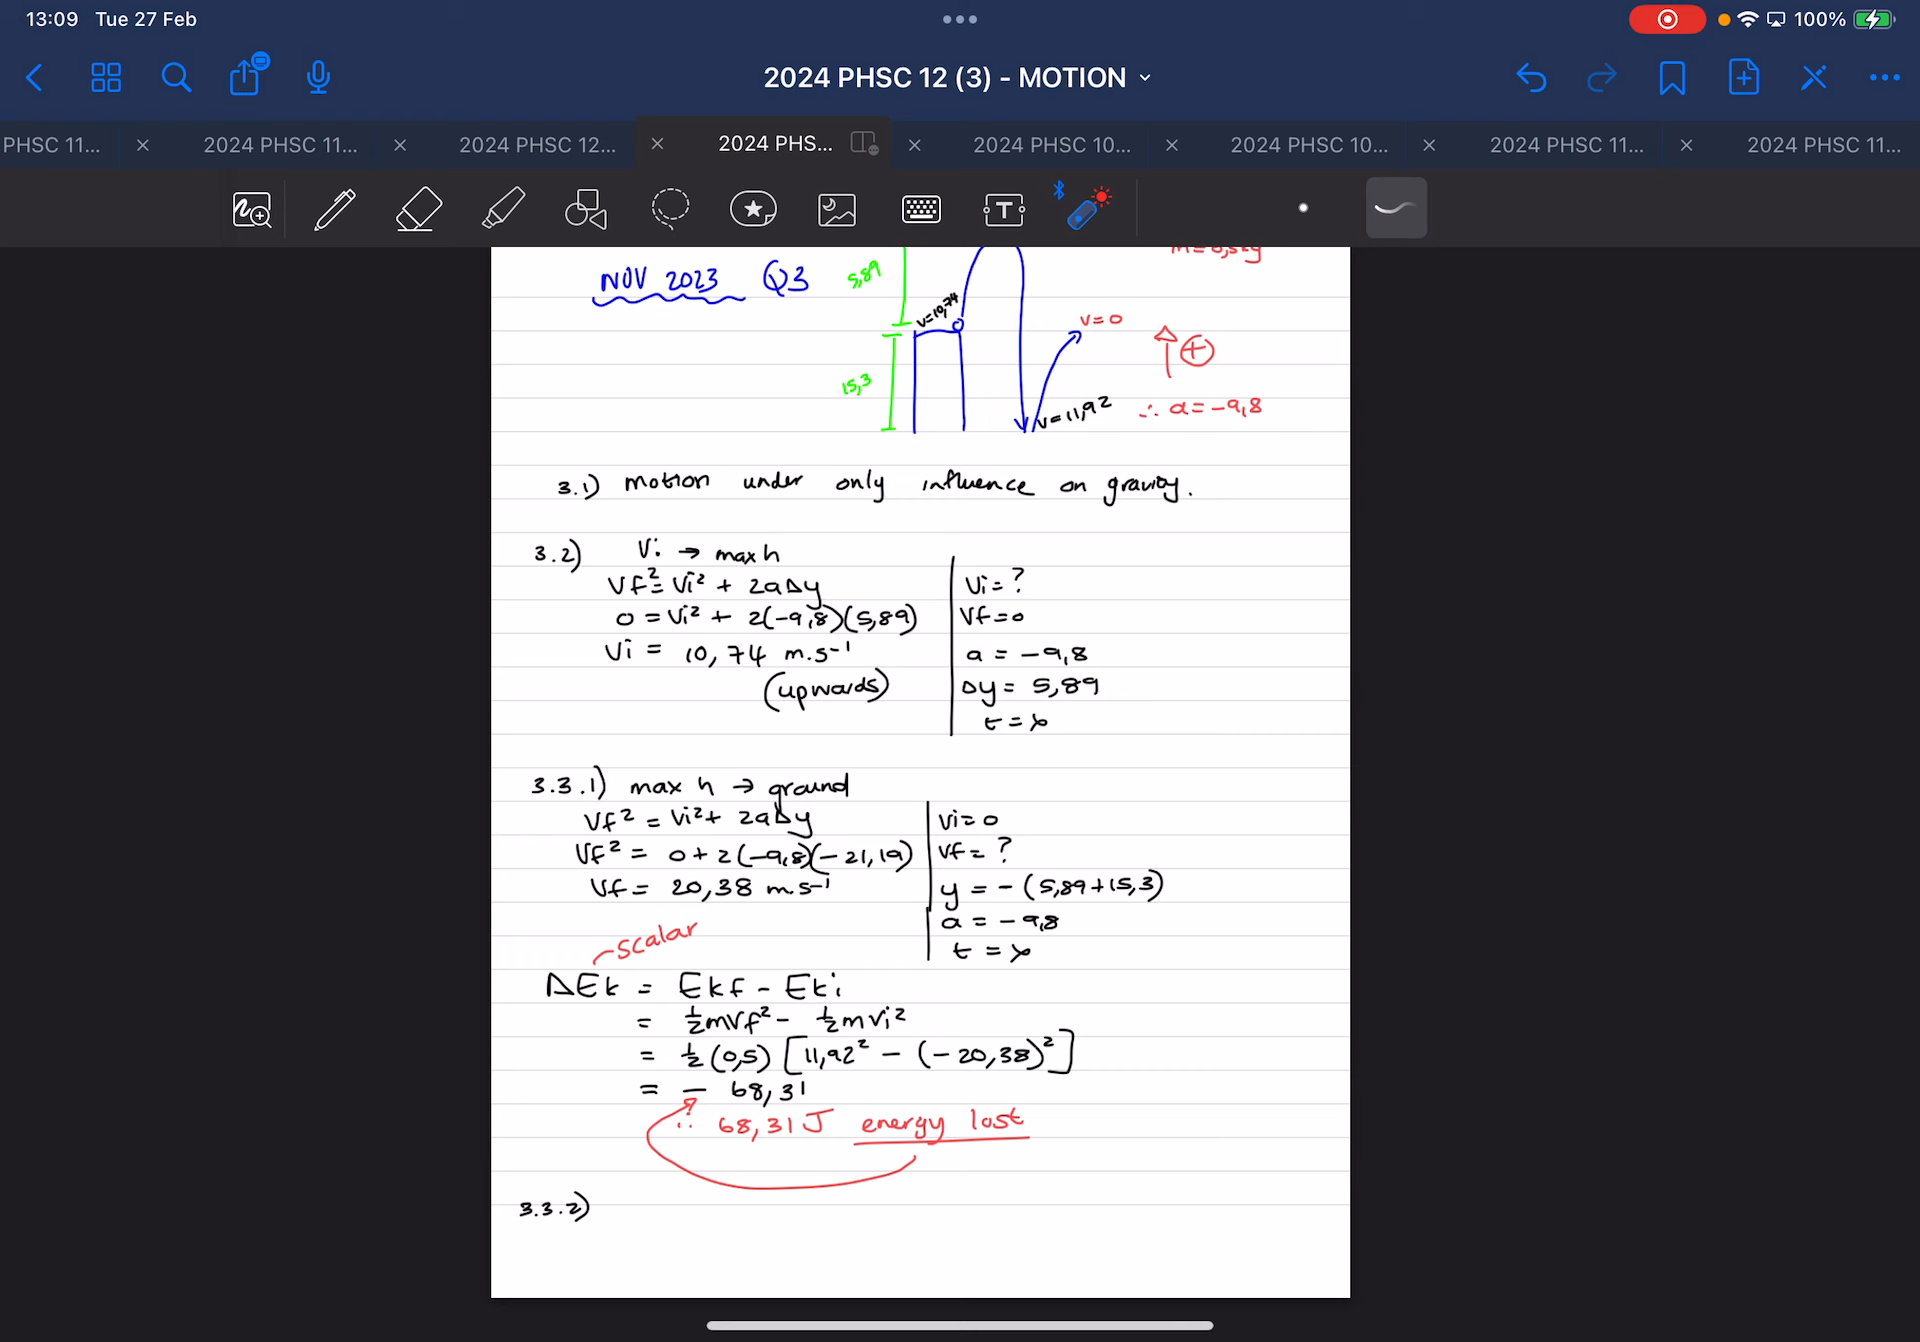 13:09 Tue 27 Feb
100%
2024 PHSC 12 (3) - MOTION
PHSC 11... 2024 PHSC 11... 2024 PHSC 12... 2024 PHS... 2024 PHSC 10... 2024 PHSC 10... 2024 PHSC 11... 2024 PHSC 11...
NOV 2023 Q3
5,89
v=10,74
v=0
+
15,3
v=11,92
∴ a=-9,8
3.1) motion under only influence on gravity.
3.2) Vi → max h
Vf² = Vi² + 2aΔy
0 = Vi² + 2(-9,8)(5,89)
Vi = 10,74 m.s⁻¹
(upwards)
Vi = ?
Vf = 0
a = -9,8
Δy = 5,89
t = x
3.3.1) max h → ground
Vf² = Vi² + 2aΔy
Vf² = 0 + 2(-9,8)(-21,19)
Vf = 20,38 m.s⁻¹
Vi = 0
Vf = ?
y = - (5,89 + 15,3)
a = -9,8
t = x
scalar
ΔEk = Ekf - Eki
= ½mVf² - ½mvi²
= ½(0,5) [11,92² - (-20,38)²]
= - 68,31
∴ 68,31J energy lost
3.3.2)